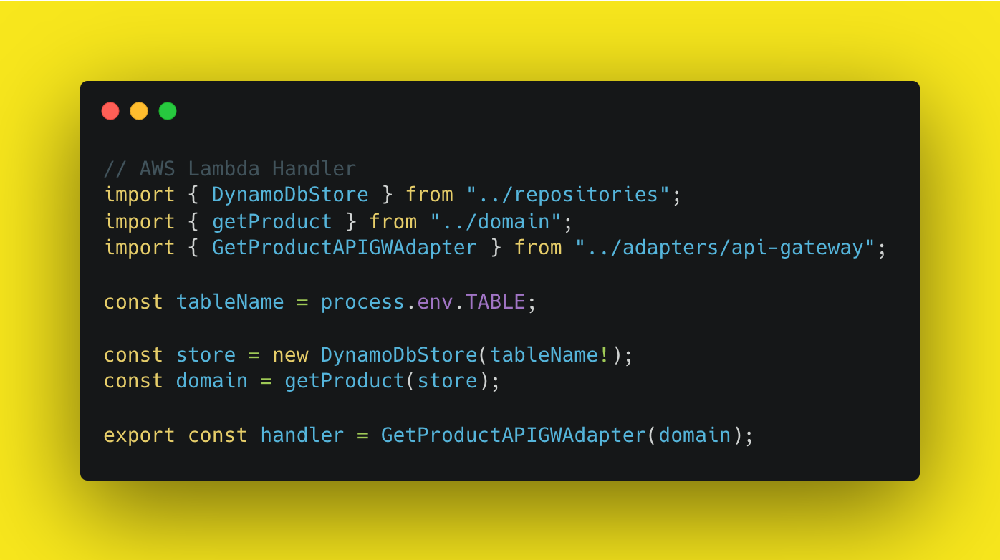 // AWS Lambda Handler
import { DynamoDbStore } from "../repositories";
import { getProduct } from "../domain";
import { GetProductAPIGWAdapter } from "../adapters/api-gateway";
const tableName = process.env.TABLE;
const store = new DynamoDbStore(tableName!);
const domain = getProduct(store);
export const handler = GetProductAPIGWAdapter(domain);